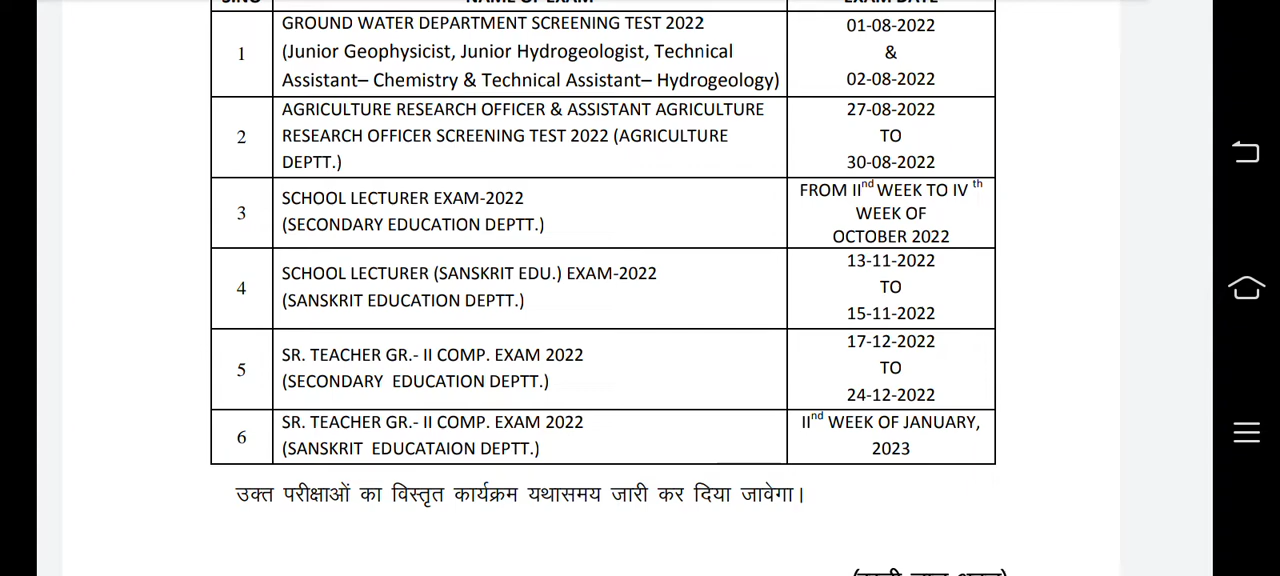 1
GROUND WATER DEPARTMENT SCREENING TEST 2022
(Junior Geophysicist, Junior Hydrogeologist, Technical
Assistant– Chemistry & Technical Assistant– Hydrogeology)
01-08-2022
&
02-08-2022
2
AGRICULTURE RESEARCH OFFICER & ASSISTANT AGRICULTURE
RESEARCH OFFICER SCREENING TEST 2022 (AGRICULTURE
DEPTT.)
27-08-2022
TO
30-08-2022
3
SCHOOL LECTURER EXAM-2022
(SECONDARY EDUCATION DEPTT.)
FROM IInd WEEK TO IV th
WEEK OF
OCTOBER 2022
4
SCHOOL LECTURER (SANSKRIT EDU.) EXAM-2022
(SANSKRIT EDUCATION DEPTT.)
13-11-2022
TO
15-11-2022
5
SR. TEACHER GR.- II COMP. EXAM 2022
(SECONDARY EDUCATION DEPTT.)
17-12-2022
TO
24-12-2022
6
SR. TEACHER GR.- II COMP. EXAM 2022
(SANSKRIT EDUCATAION DEPTT.)
IInd WEEK OF JANUARY,
2023
उक्त परीक्षाओं का विस्तृत कार्यक्रम यथासमय जारी कर दिया जावेगा।